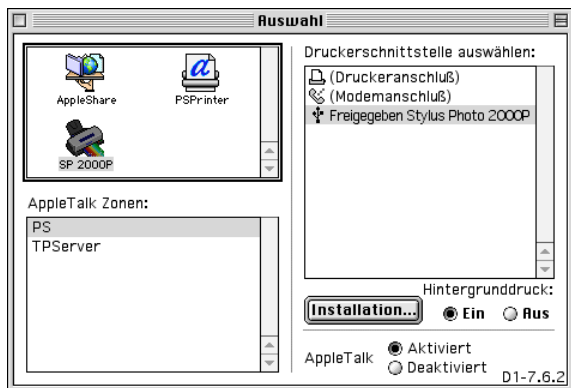 Auswahl
AppleShare
PSPrinter
SP 2000P
AppleTalk Zonen:
PS
TPServer
Druckerschnittstelle auswählen:
(Druckeranschluß)
(Modemanschluß)
Freigegeben Stylus Photo 2000P
Hintergrunddruck:
Installation...
Ein
Aus
AppleTalk
Aktiviert
Deaktiviert
D1-7.6.2